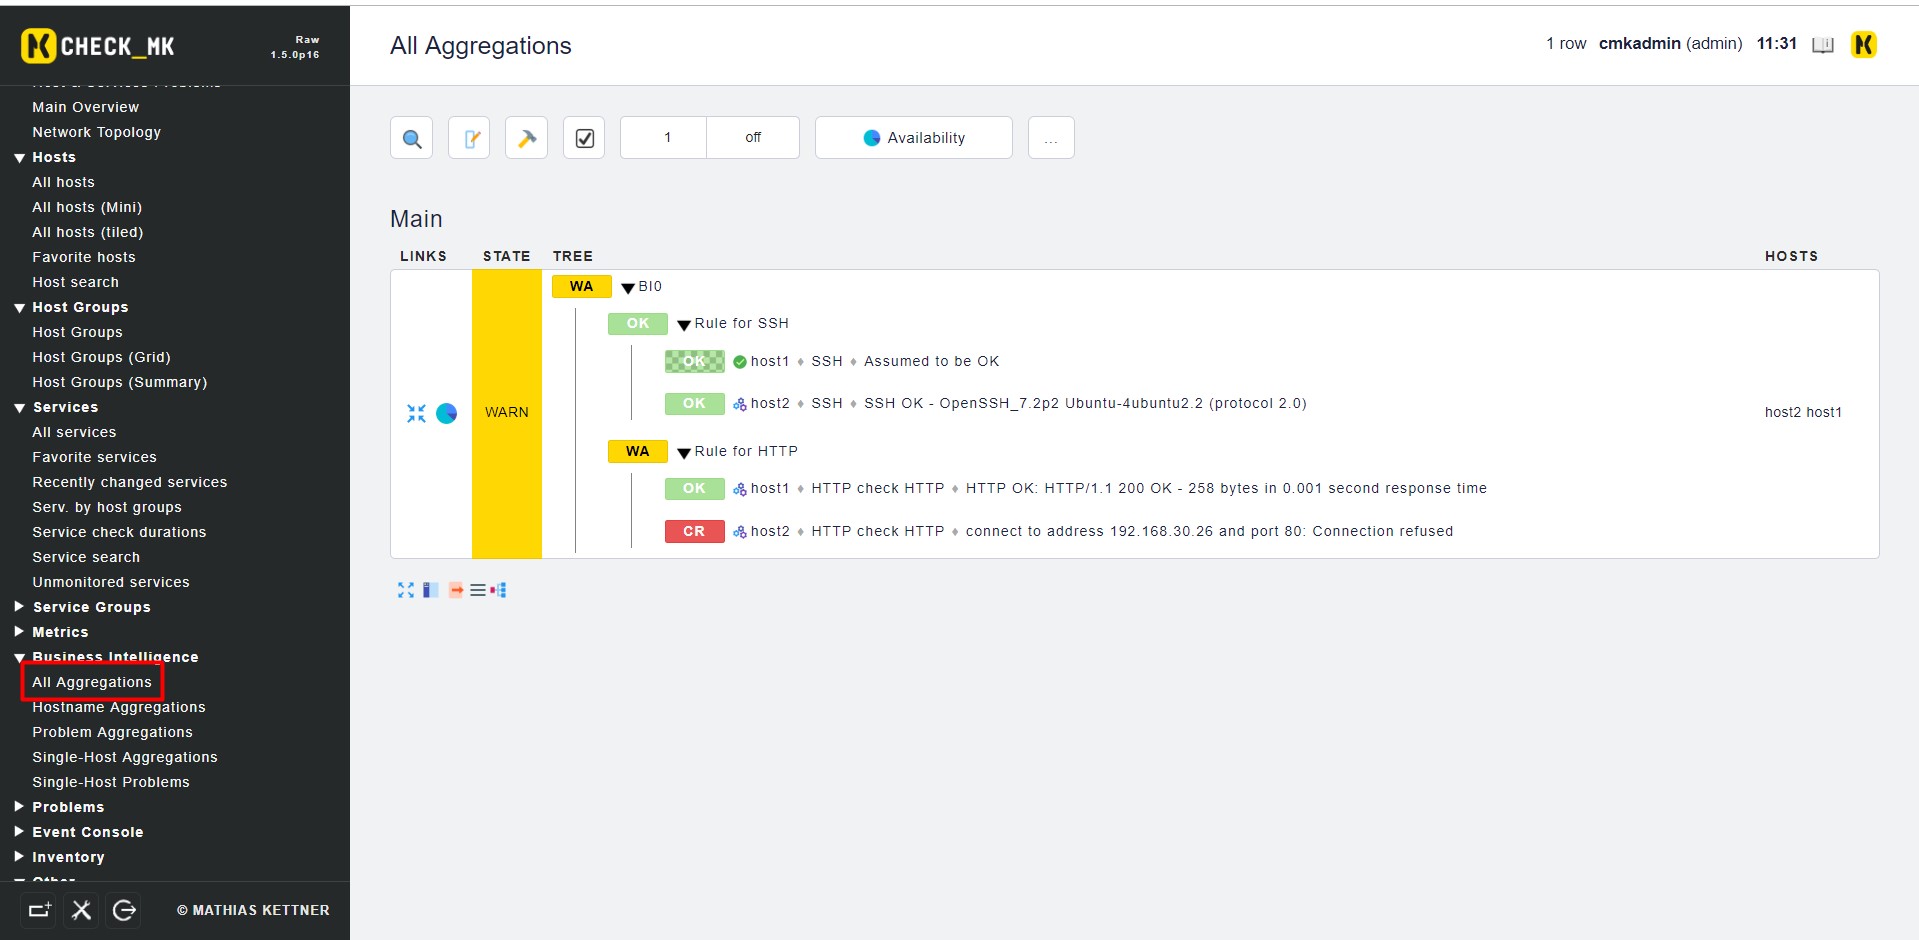 CHECK_MK
Raw
1.5.0p16
Main Overview
Network Topology
Hosts
All hosts
All hosts (Mini)
All hosts (tiled)
Favorite hosts
Host search
Host Groups
Host Groups
Host Groups (Grid)
Host Groups (Summary)
Services
All services
Favorite services
Recently changed services
Serv. by host groups
Service check durations
Service search
Unmonitored services
Service Groups
Metrics
Business Intelligence
All Aggregations
Hostname Aggregations
Problem Aggregations
Single-Host Aggregations
Single-Host Problems
Problems
Event Console
Inventory
Other
© MATHIAS KETTNER
All Aggregations
1 row cmkadmin (admin) 11:31
1 off Availability ...
Main
LINKS STATE TREE HOSTS
WA BI0
OK Rule for SSH
OK host1 ♦ SSH ♦ Assumed to be OK
OK host2 ♦ SSH ♦ SSH OK - OpenSSH_7.2p2 Ubuntu-4ubuntu2.2 (protocol 2.0)
WARN
host2 host1
WA Rule for HTTP
OK host1 ♦ HTTP check HTTP ♦ HTTP OK: HTTP/1.1 200 OK - 258 bytes in 0.001 second response time
CR host2 ♦ HTTP check HTTP ♦ connect to address 192.168.30.26 and port 80: Connection refused